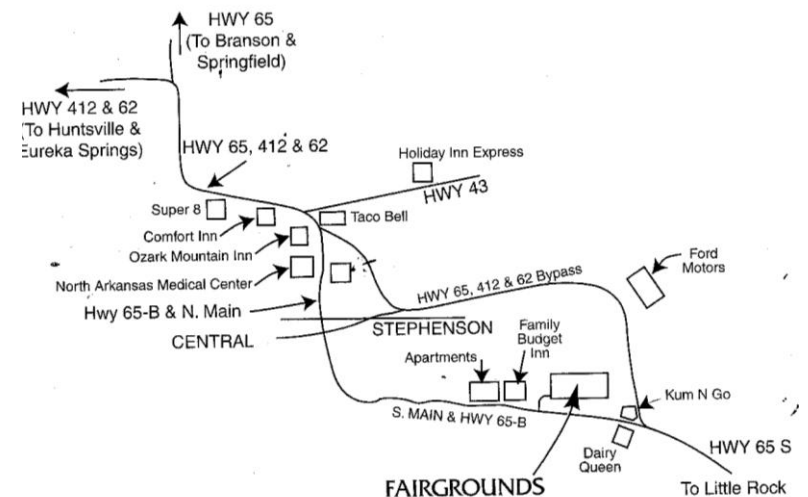 HWY 65
(To Branson &
Springfield)
HWY 412 & 62
(To Huntsville &
Eureka Springs)
HWY 65, 412 & 62
Holiday Inn Express
HWY 43
Super 8
Taco Bell
Comfort Inn
Ozark Mountain Inn
North Arkansas Medical Center
Ford
Motors
HWY 65, 412 & 62 Bypass
Hwy 65-B & N. Main
STEPHENSON
CENTRAL
Family
Budget
Inn
Apartments
Kum N Go
S. MAIN & HWY 65-B
Dairy
Queen
HWY 65 S
FAIRGROUNDS
To Little Rock